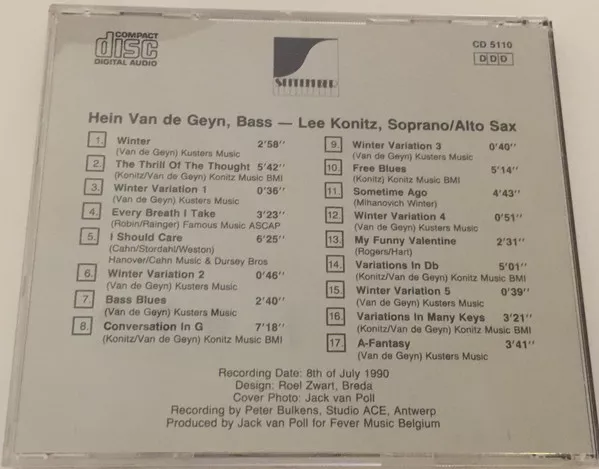 COMPACT
disc
DIGITAL AUDIO
SEPTEMBER
CD 5110
DDD
Hein Van de Geyn, Bass — Lee Konitz, Soprano/Alto Sax
1. Winter 2'58''
(Van de Geyn) Kusters Music
2. The Thrill Of The Thought 5'42''
(Konitz/Van de Geyn) Konitz Music BMI
3. Winter Variation 1 0'36''
(Van de Geyn) Kusters Music
4. Every Breath I Take 3'23''
(Robin/Rainger) Famous Music ASCAP
5. I Should Care 6'25''
(Cahn/Stordahl/Weston)
Hanover/Cahn Music & Dursey Bros
6. Winter Variation 2 0'46''
(Van de Geyn) Kusters Music
7 Bass Blues 2'40''
(Van de Geyn) Kusters Music
8. Conversation In G 7'18''
(Konitz/Van de Geyn) Konitz Music BMI
9. Winter Variation 3 0'40''
(Van de Geyn) Kusters Music
10. Free Blues 5'14''
(Konitz) Konitz Music BMI
11. Sometime Ago 4'43''
(Mihanovich Winter)
12. Winter Variation 4 0'51''
(Van de Geyn) Kusters Music
13. My Funny Valentine 2'31''
(Rogers/Hart)
14. Variations In Db 5'01''
(Konitz/Van de Geyn) Konitz Music BMI
15. Winter Variation 5 0'39''
(Van de Geyn) Kusters Music
16. Variations In Many Keys 3'21''
(Konitz/Van de Geyn) Konitz Music BMI
17. A-Fantasy 3'41''
(Van de Geyn) Kusters Music
Recording Date: 8th of July 1990
Design: Roel Zwart, Breda
Cover Photo: Jack van Poll
Recording by Peter Bulkens, Studio ACE, Antwerp
Produced by Jack van Poll for Fever Music Belgium